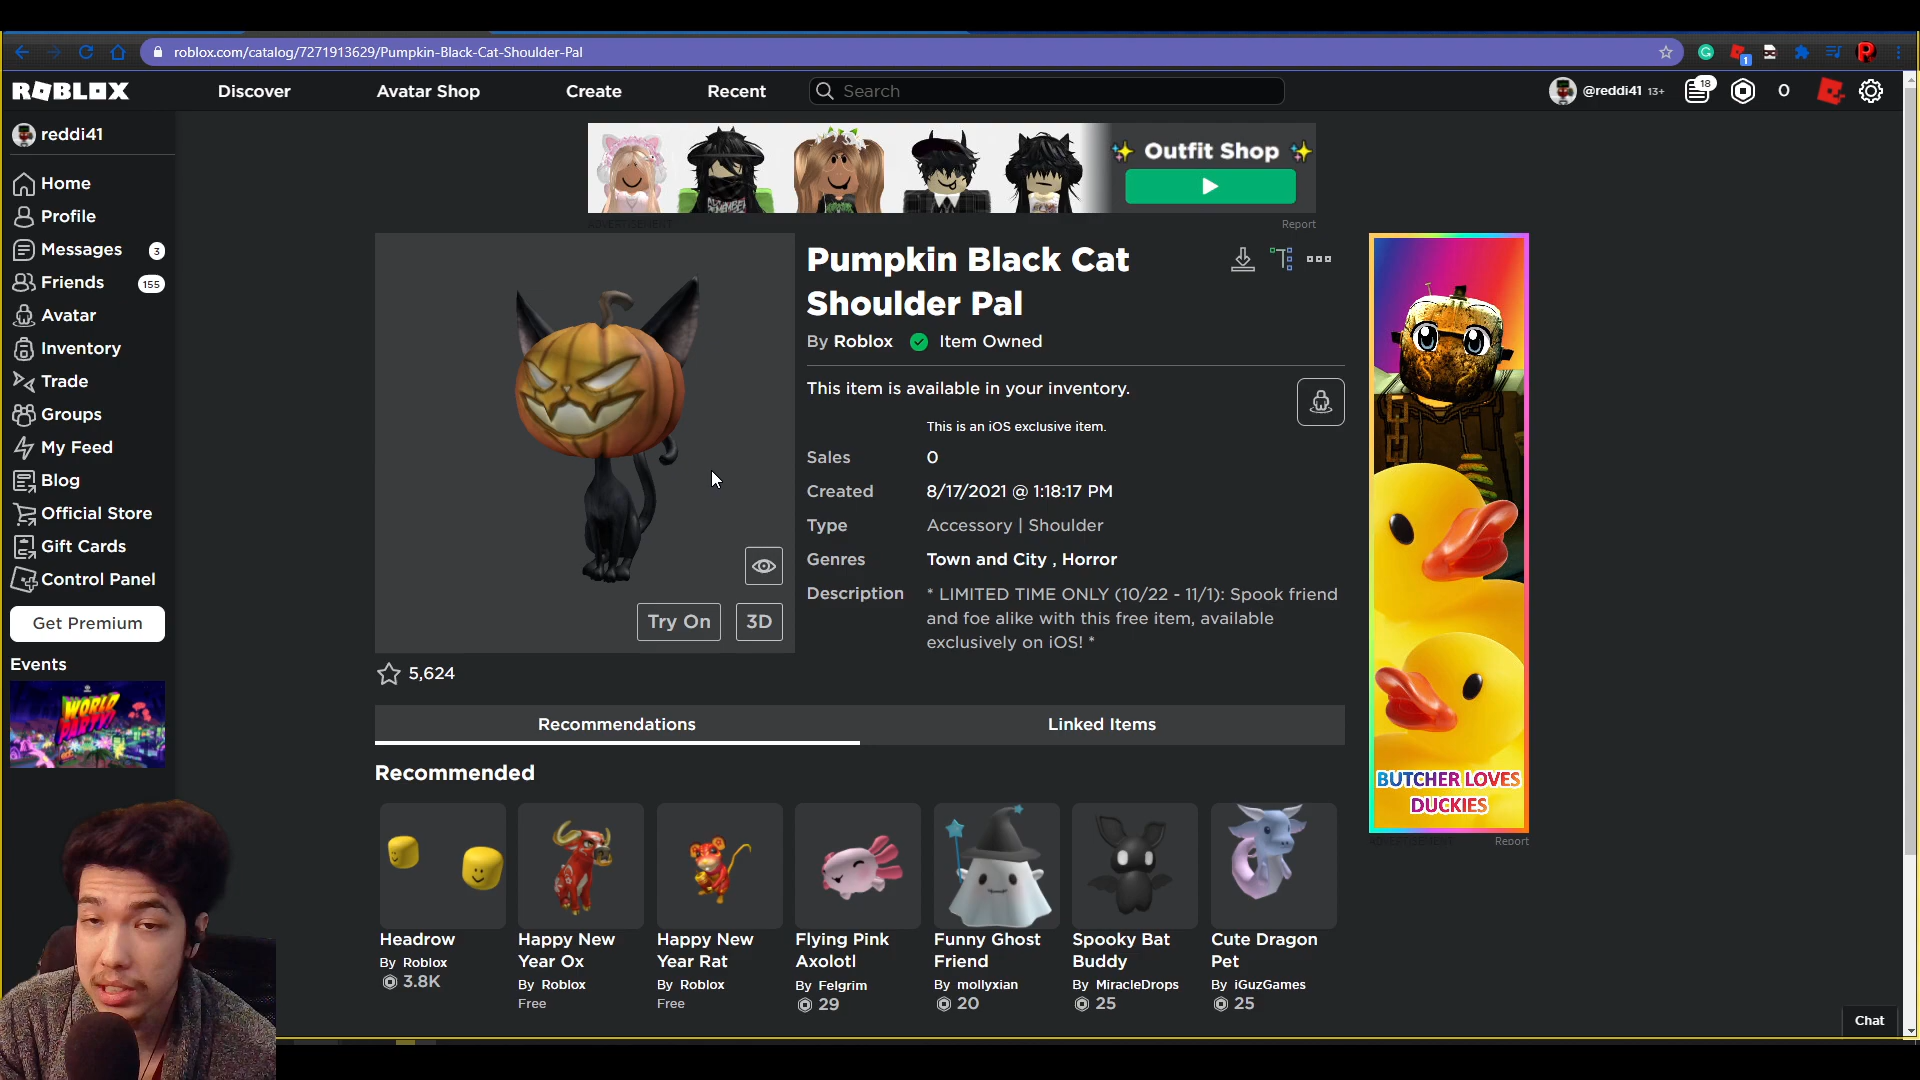 roblox.com/catalog/7271913629/Pumpkin-Black-Cat-Shoulder-Pal
1
ROBLOX
Discover
Avatar Shop
Create
Recent
Search
@reddi41 13+
18
0
reddi41
Home
Profile
Messages 3
Friends 155
Avatar
Inventory
Trade
Groups
My Feed
Blog
Official Store
Gift Cards
Control Panel
Get Premium
Events
WORLD PARTY!
Outfit Shop
ADVERTISEMENT
Report
Pumpkin Black Cat
Shoulder Pal
By Roblox Item Owned
This item is available in your inventory.
This is an iOS exclusive item.
Sales 0
Created 8/17/2021 @ 1:18:17 PM
Type Accessory | Shoulder
Genres Town and City , Horror
Description * LIMITED TIME ONLY (10/22 - 11/1): Spook friend
and foe alike with this free item, available
exclusively on iOS! *
Try On
3D
5,624
Recommendations
Linked Items
Recommended
Headrow
By Roblox
3.8K
Happy New
Year Ox
By Roblox
Free
Happy New
Year Rat
By Roblox
Free
Flying Pink
Axolotl
By Felgrim
29
Funny Ghost
Friend
By mollyxian
20
Spooky Bat
Buddy
By MiracleDrops
25
Cute Dragon
Pet
By iGuzGames
25
BUTCHER LOVES
DUCKIES
ADVERTISEMENT
Report
Chat